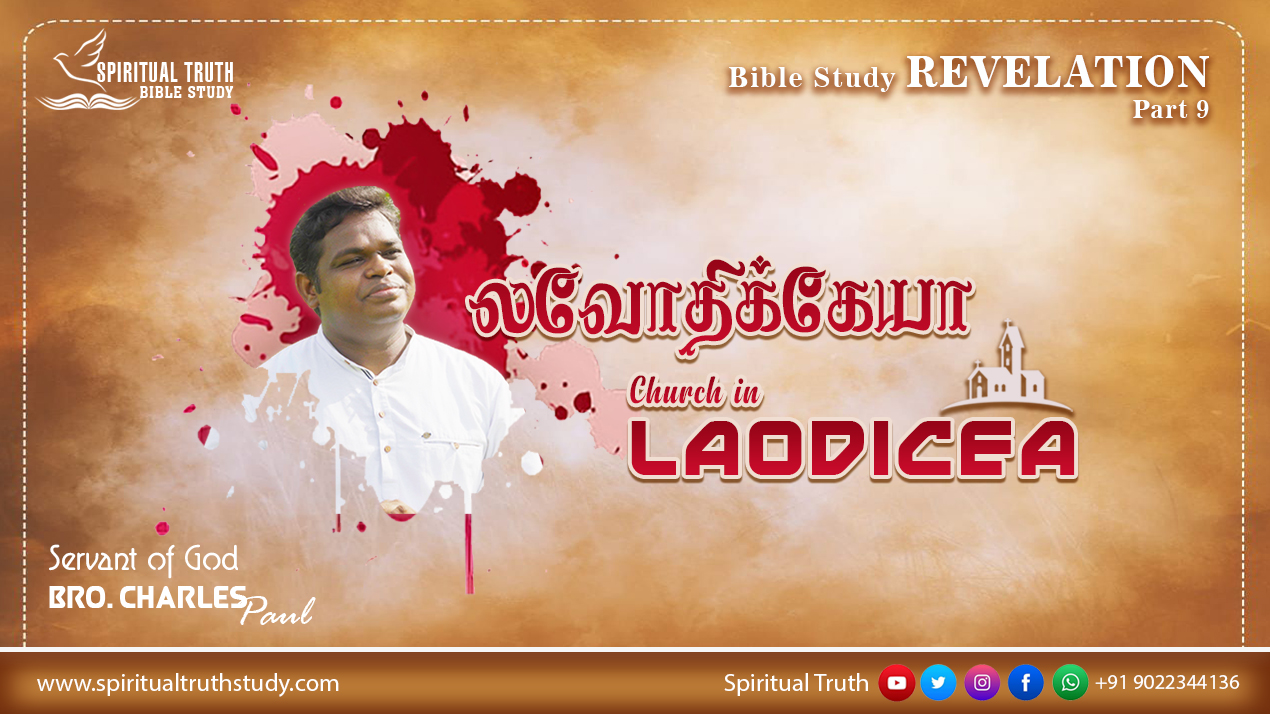 SPIRITUAL TRUTH
BIBLE STUDY
Bible Study REVELATION
Part 9
லவோதிக்கேயா
Church in
LAODICEA
Servant of God
BRO. CHARLES
Paul
www.spiritualtruthstudy.com
Spiritual Truth
+91 9022344136